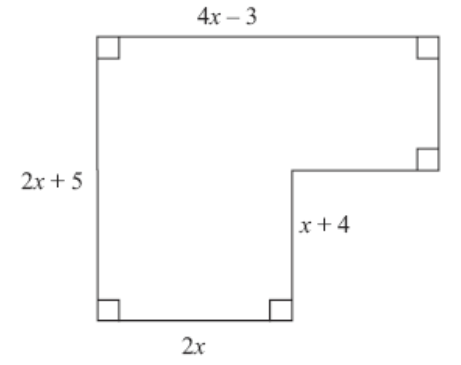 4x – 3
2x + 5
x + 4
2x